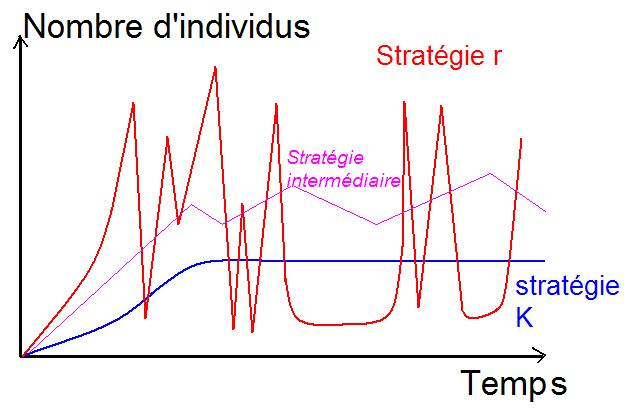 Nombre d'individus
Stratégie r
Stratégie
intermédiaire
stratégie
K
Temps